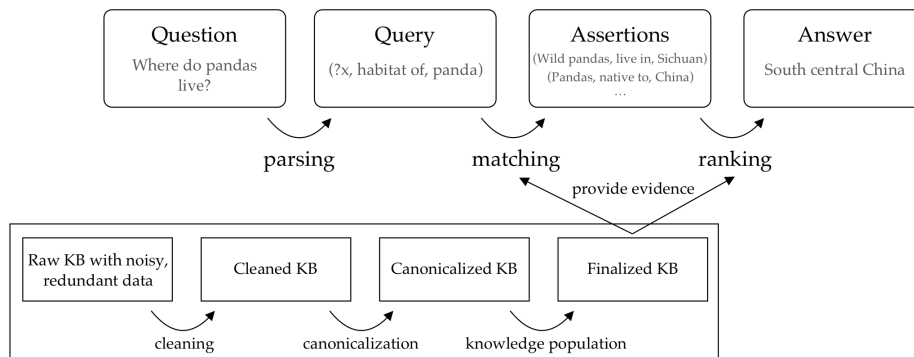 Question
Where do pandas
live?
Query
(?x, habitat of, panda)
Assertions
(Wild pandas, live in, Sichuan)
(Pandas, native to, China)
...
Answer
South central China
parsing
matching
ranking
provide evidence
Raw KB with noisy,
redundant data
Cleaned KB
Canonicalized KB
Finalized KB
cleaning
canonicalization
knowledge population